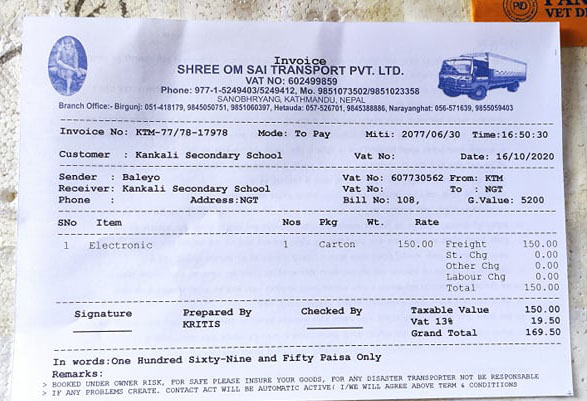 PAN
VET DE
Invoice
SHREE OM SAI TRANSPORT PVT. LTD.
VAT NO: 602499859
Phone: 977-1-5249403/5249412, Mo. 9851073502/9851023358
SANOBHRYANG, KATHMANDU, NEPAL
Branch Office:- Birgunj: 051-418179, 9845050751, 9851060397, Hetauda: 057-526701, 9845388886, Narayanghat: 056-571639, 9855059403
Invoice No: KTM-77/78-17978 Mode: To Pay Miti: 2077/06/30 Time:16:50:30
Customer : Kankali Secondary School Vat No: Date: 16/10/2020
Sender : Baleyo Vat No: 607730562 From: KTM
Receiver: Kankali Secondary School Vat No: To : NGT
Phone : Address:NGT Bill No: 108, G.Value: 5200
SNo Item Nos Pkg Wt. Rate
1 Electronic 1 Carton 150.00 Freight 150.00
St. Chg 0.00
Other Chg 0.00
Labour Chg 0.00
Total 150.00
Signature Prepared By Checked By Taxable Value 150.00
KRITIS Vat 13% 19.50
Grand Total 169.50
In words:One Hundred Sixty-Nine and Fifty Paisa Only
Remarks:
> BOOKED UNDER OWNER RISK, FOR SAFE PLEASE INSURE YOUR GOODS, FOR ANY DISASTER TRANSPORTER NOT BE RESPONSABLE
> IF ANY PROBLEMS CREATE. CONTACT ACT WILL BE AUTOMATIC ACTIVE( I/WE WILL AGREE ABOVE TERM & CONDITIIONS